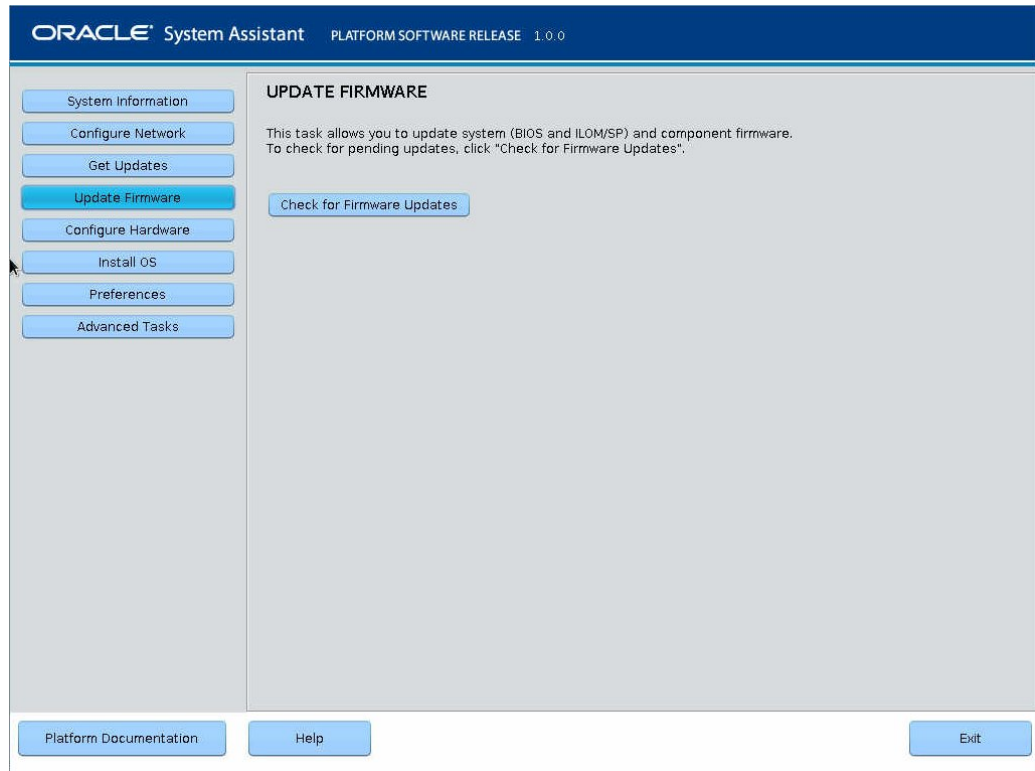 ORACLE® System Assistant PLATFORM SOFTWARE RELEASE 1.0.0
System Information
Configure Network
Get Updates
Update Firmware
Configure Hardware
Install OS
Preferences
Advanced Tasks
UPDATE FIRMWARE
This task allows you to update system (BIOS and ILOM/SP) and component firmware.
To check for pending updates, click "Check for Firmware Updates".
Check for Firmware Updates
Platform Documentation
Help
Exit